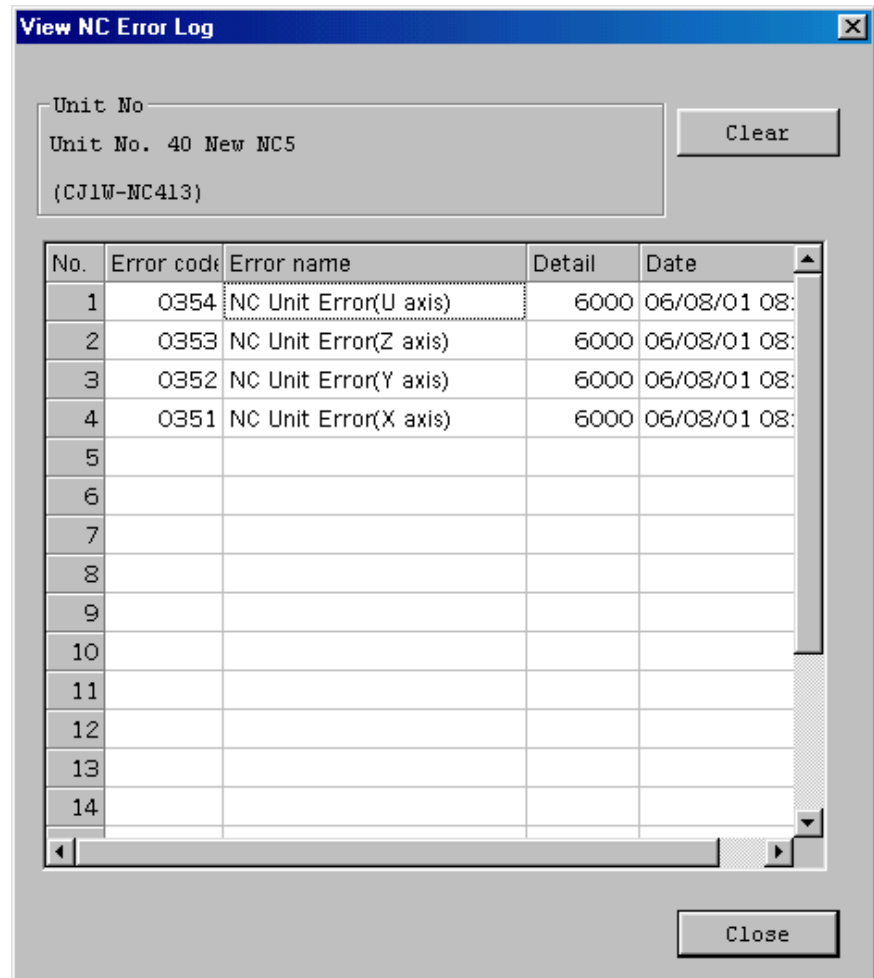 View NC Error Log
Unit No
Unit No. 40 New NC5
(CJ1W-NC413)
Clear
No. Error code Error name Detail Date
1 0354 NC Unit Error(U axis) 6000 06/08/01 08:
2 0353 NC Unit Error(Z axis) 6000 06/08/01 08:
3 0352 NC Unit Error(Y axis) 6000 06/08/01 08:
4 0351 NC Unit Error(X axis) 6000 06/08/01 08:
5
6
7
8
9
10
11
12
13
14
Close